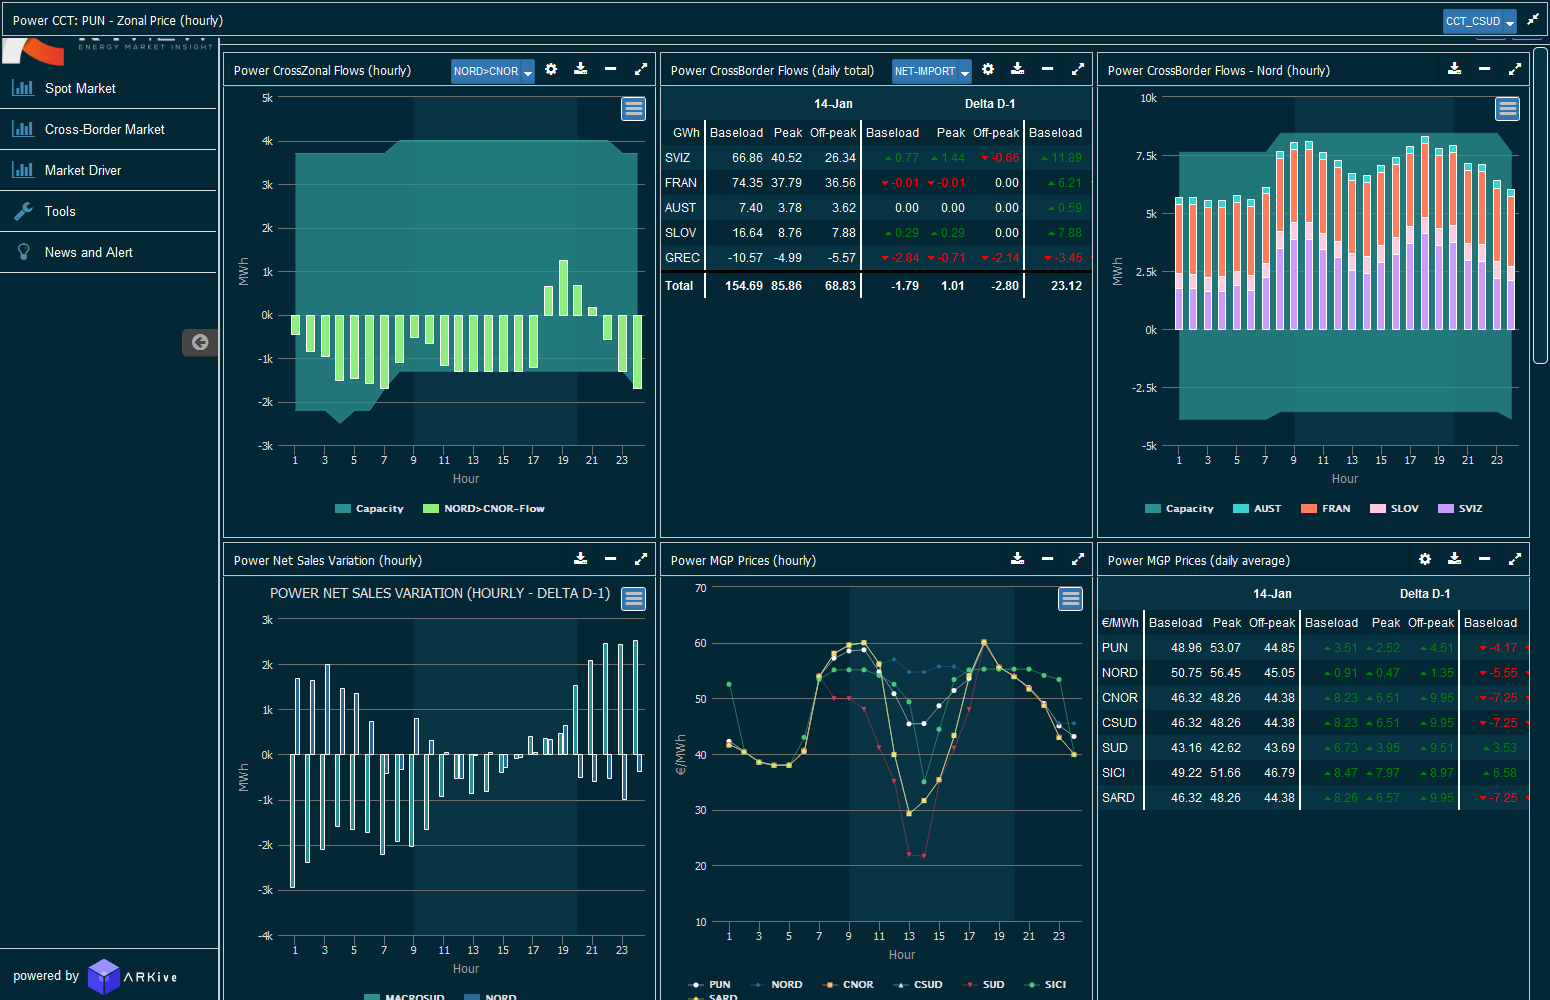 Power CCT: PUN - Zonal Price (hourly)
CCT_CSUD
ENERGY MARKET INSIGHT
Spot Market
Cross-Border Market
Market Driver
Tools
News and Alert
powered by
ARKive
Power CrossZonal Flows (hourly)
NORD>CNOR
5k
4k
3k
2k
1k
0k
-1k
-2k
-3k
MWh
1 3 5 7 9 11 13 15 17 19 21 23
Hour
Capacity NORD>CNOR-Flow
Power CrossBorder Flows (daily total)
NET-IMPORT
14-Jan Delta D-1
GWh Baseload Peak Off-peak Baseload Peak Off-peak Baseload
SVIZ 66.86 40.52 26.34 0.77 1.44 -0.66 11.89
FRAN 74.35 37.79 36.56 -0.01 -0.01 0.00 6.21
AUST 7.40 3.78 3.62 0.00 0.00 0.00 0.59
SLOV 16.64 8.76 7.88 0.29 0.29 0.00 7.88
GREC -10.57 -4.99 -5.57 -2.84 -0.71 -2.14 -3.45
Total 154.69 85.86 68.83 -1.79 1.01 -2.80 23.12
Power CrossBorder Flows - Nord (hourly)
10k
7.5k
5k
2.5k
0k
-2.5k
-5k
MWh
1 3 5 7 9 11 13 15 17 19 21 23
Hour
Capacity AUST FRAN SLOV SVIZ
Power Net Sales Variation (hourly)
POWER NET SALES VARIATION (HOURLY - DELTA D-1)
3k
2k
1k
0k
-1k
-2k
-3k
-4k
MWh
1 3 5 7 9 11 13 15 17 19 21 23
Hour
MACROSUD NORD
Power MGP Prices (hourly)
70
60
50
40
30
20
10
€/MWh
1 3 5 7 9 11 13 15 17 19 21 23
Hour
PUN NORD CNOR CSUD SUD SICI
SARD
Power MGP Prices (daily average)
14-Jan Delta D-1
€/MWh Baseload Peak Off-peak Baseload Peak Off-peak Baseload
PUN 48.96 53.07 44.85 3.51 2.52 4.51 -4.17
NORD 50.75 56.45 45.05 0.91 0.47 1.35 -5.55
CNOR 46.32 48.26 44.38 8.23 6.51 9.95 -7.25
CSUD 46.32 48.26 44.38 8.23 6.51 9.95 -7.25
SUD 43.16 42.62 43.69 6.73 3.95 9.51 3.53
SICI 49.22 51.66 46.79 8.47 7.97 8.97 6.58
SARD 46.32 48.26 44.38 8.26 6.57 9.95 -7.25